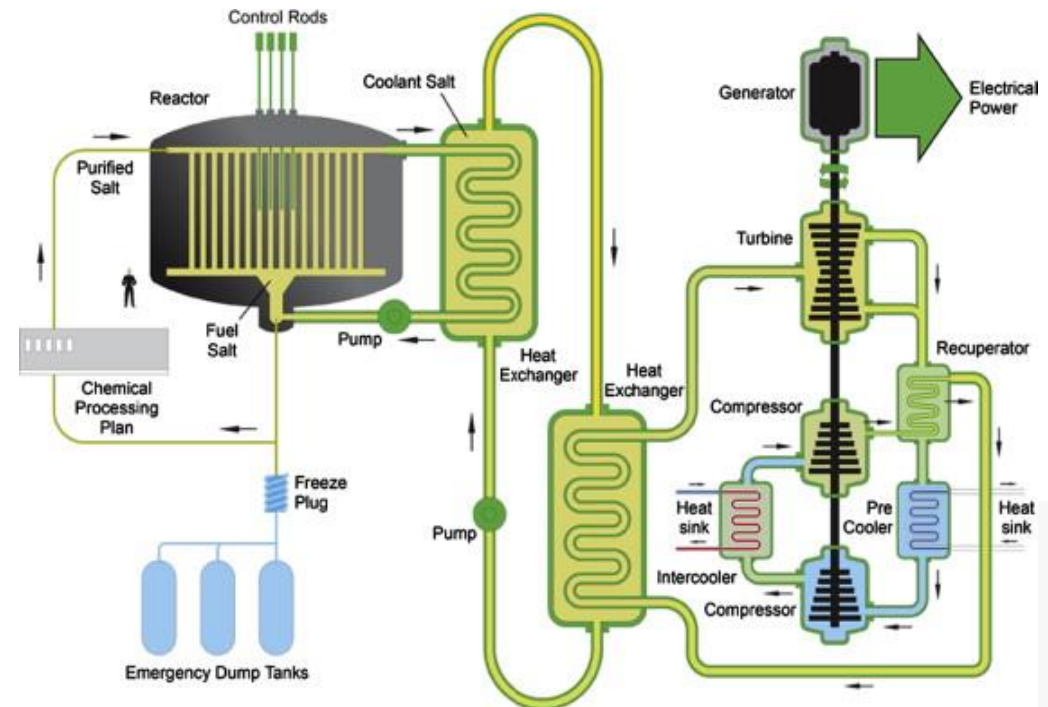 Control Rods
Coolant Salt
Reactor
Generator
Electrical
Power
Purified
Salt
Turbine
Fuel
Salt
Pump
Heat
Exchanger
Heat
Exchanger
Recuperator
Chemical
Processing
Plan
Compressor
Freeze
Plug
Pump
Heat
sink
Pre
Cooler
Heat
sink
Intercooler
Compressor
Emergency Dump Tanks